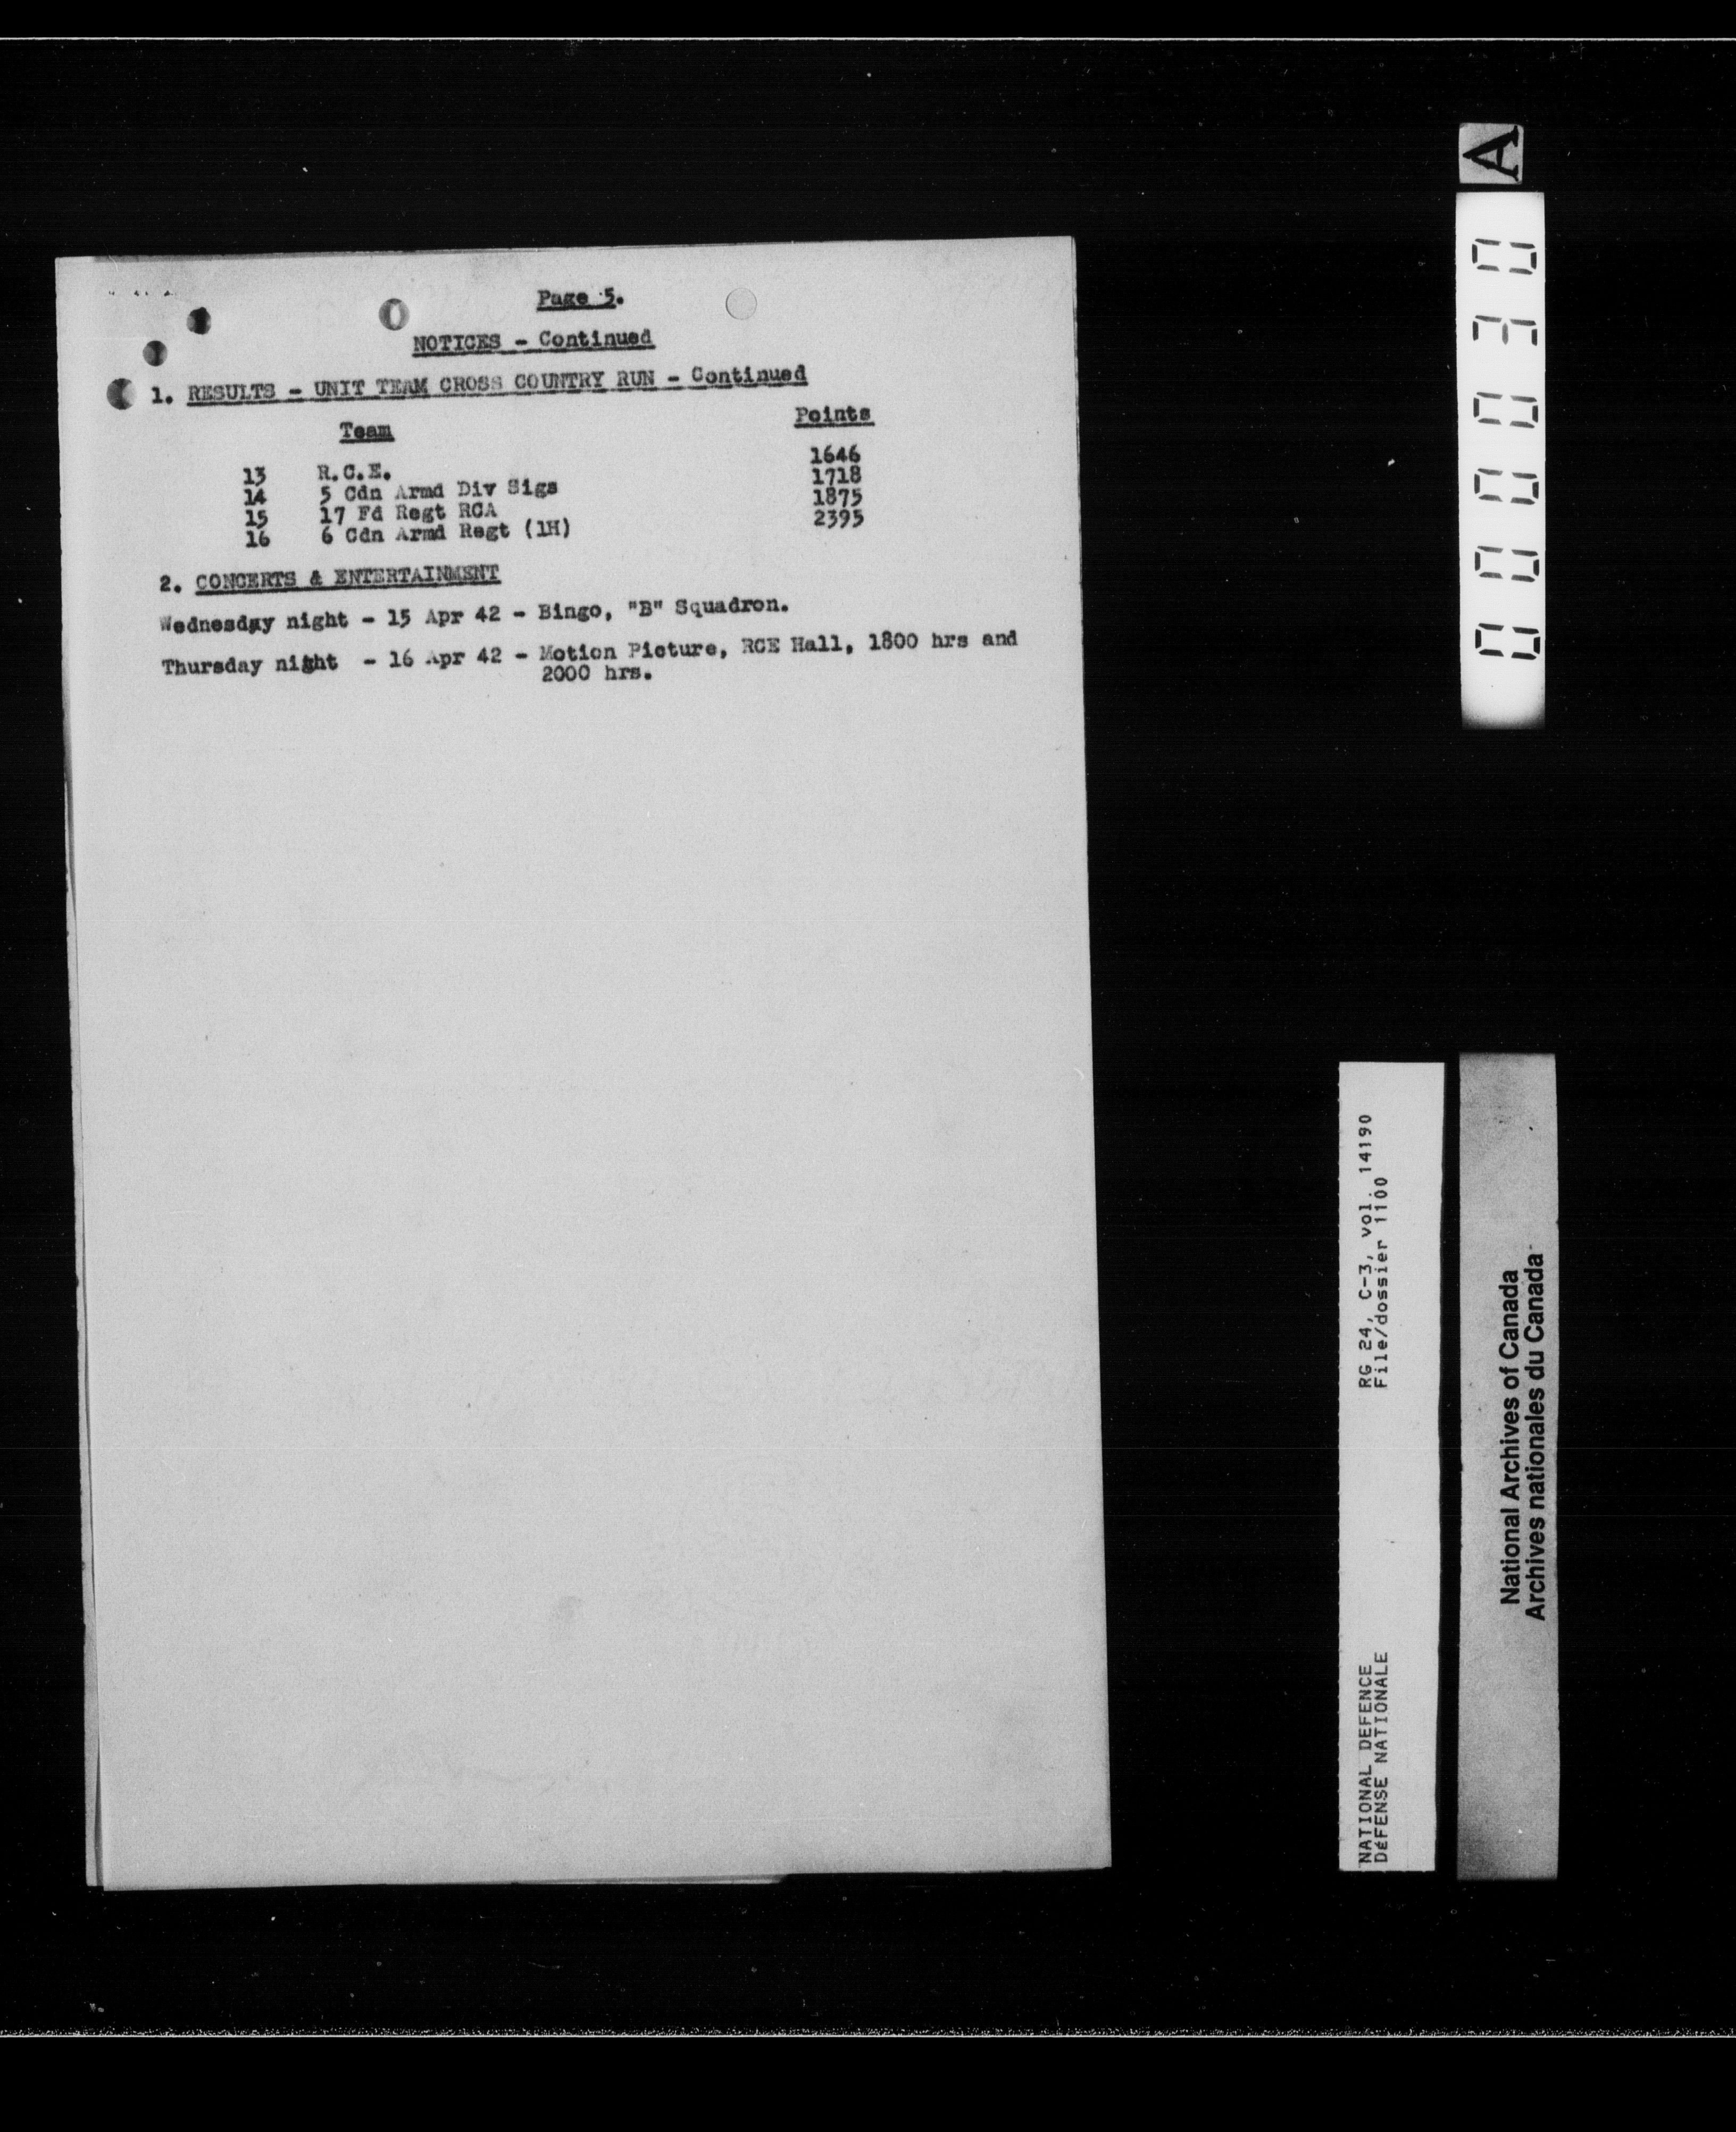 Page 5.
NOTICES - Continued
1. RESULTS - UNIT TEAM CROSS COUNTRY RUN - Continued
Team Points
13 R.C.E. 1646
14 5 Cdn Armd Div Sigs 1718
15 17 Fd Regt RCA 1875
16 6 Cdn Armd Regt (1H) 2395
2. CONCERTS & ENTERTAINMENT
Wednesday night - 15 Apr 42 - Bingo, "B" Squadron.
Thursday night - 16 Apr 42 - Motion Picture, RCE Hall, 1800 hrs and
2000 hrs.
A
000030
RG 24, C-3, vol. 14190
File/dossier 1100
NATIONAL DEFENCE
DÉFENSE NATIONALE
National Archives of Canada
Archives nationales du Canada